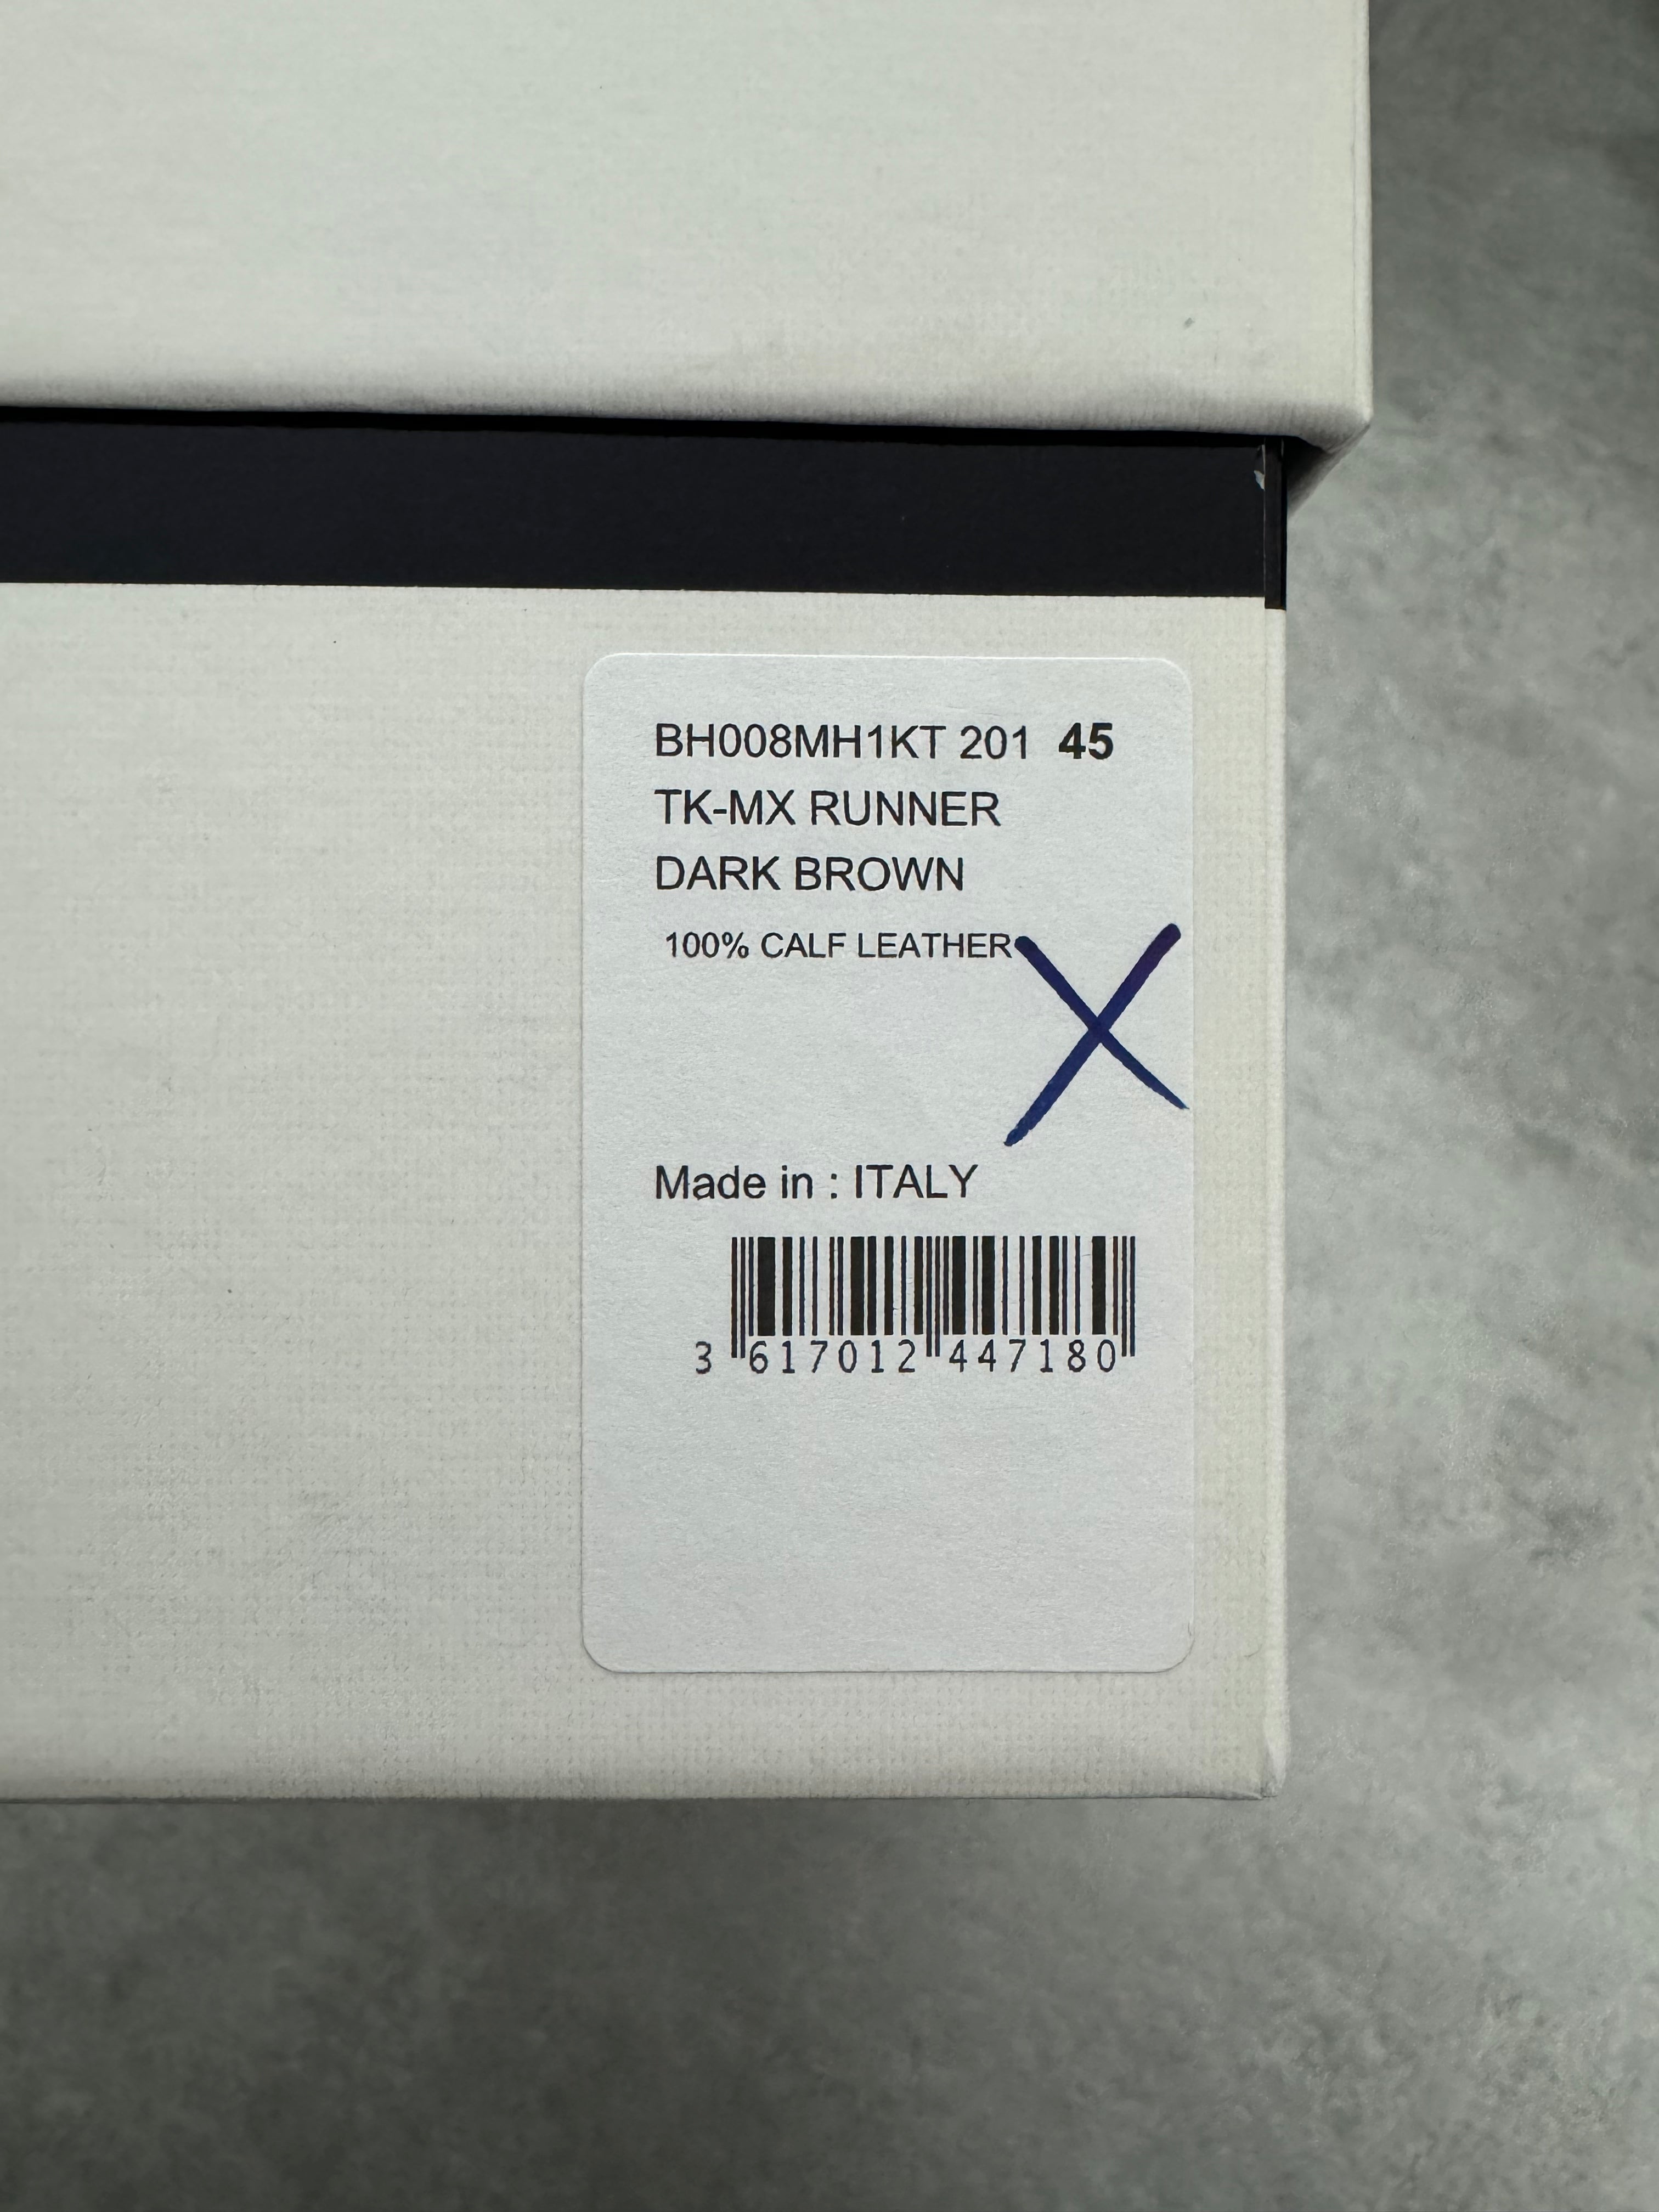 BH008MH1KT 201 45
TK-MX RUNNER
DARK BROWN
100% CALF LEATHER
X
Made in : ITALY
3 617012 447180